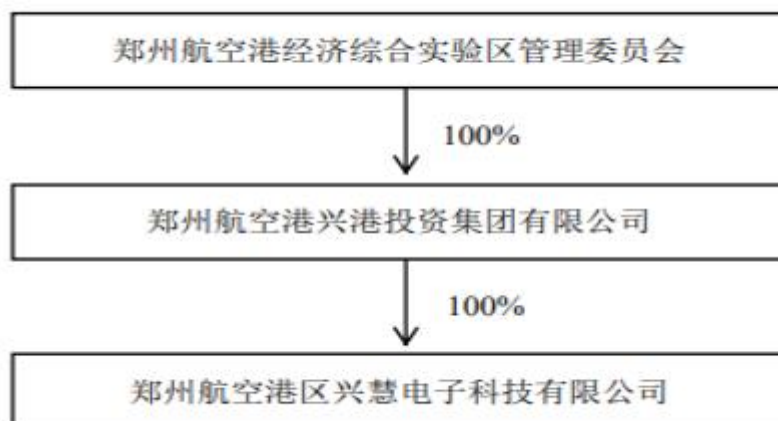 郑州航空港经济综合实验区管理委员会
100%
郑州航空港兴港投资集团有限公司
100%
郑州航空港区兴慧电子科技有限公司